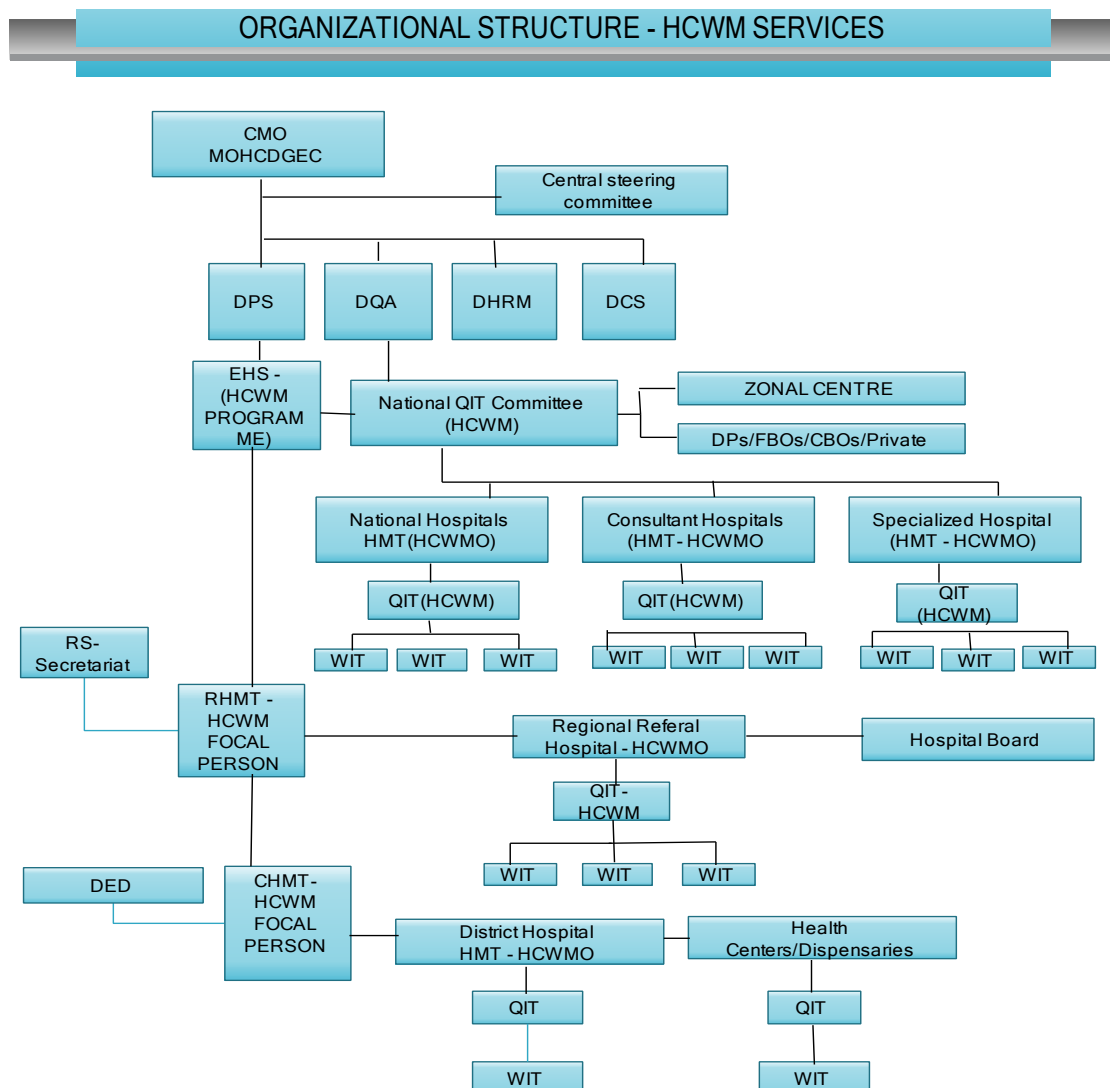 ORGANIZATIONAL STRUCTURE - HCWM SERVICES
CMO
MOHCDGEC
Central steering
committee
DPS
DQA
DHRM
DCS
EHS -
(HCWM
PROGRAM
ME)
National QIT Committee
(HCWM)
ZONAL CENTRE
DPs/FBOs/CBOs/Private
National Hospitals
HMT(HCWMO)
Consultant Hospitals
(HMT- HCWMO
Specialized Hospital
(HMT - HCWMO)
QIT(HCWM)
QIT(HCWM)
QIT
(HCWM)
WIT
WIT
WIT
WIT
WIT
WIT
WIT
WIT
WIT
RS-
Secretariat
RHMT -
HCWM
FOCAL
PERSON
Regional Referal
Hospital - HCWMO
Hospital Board
QIT-
HCWM
WIT
WIT
WIT
DED
CHMT-
HCWM
FOCAL
PERSON
District Hospital
HMT - HCWMO
Health
Centers/Dispensaries
QIT
QIT
WIT
WIT